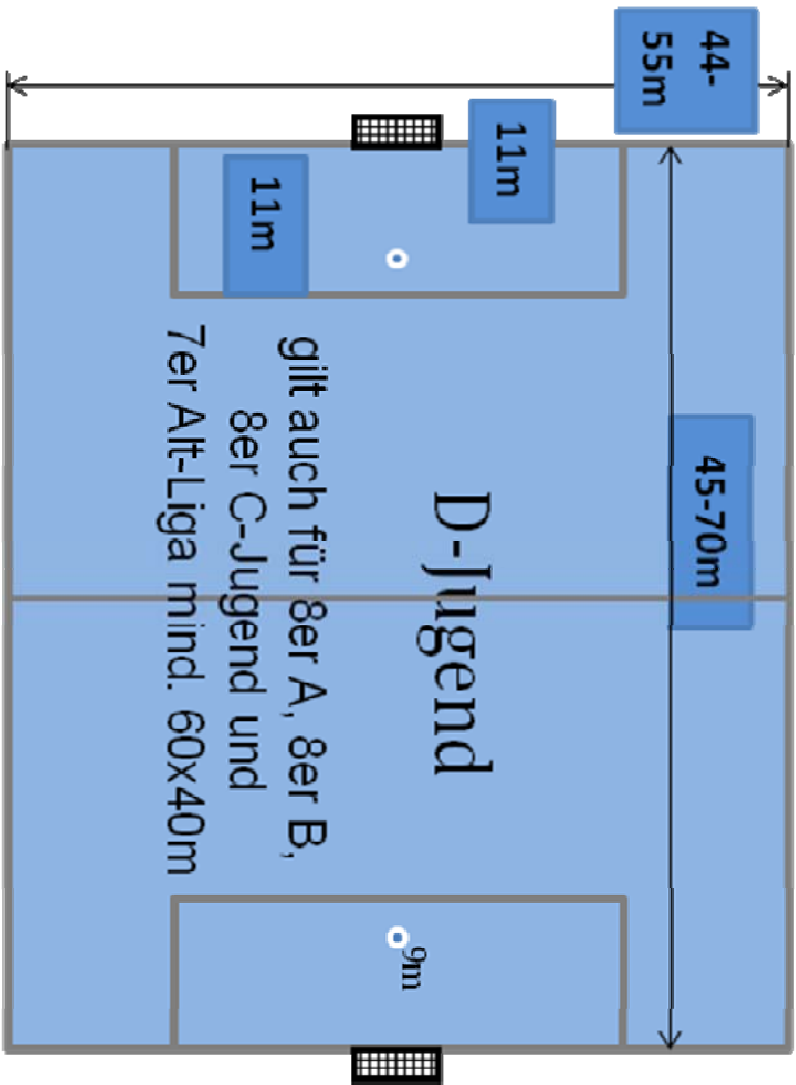 44-
55m
11m
11m
45-70m
D-Jugend
gilt auch für 8er A, 8er B,
8er C-Jugend und
7er Alt-Liga mind. 60x40m
9m